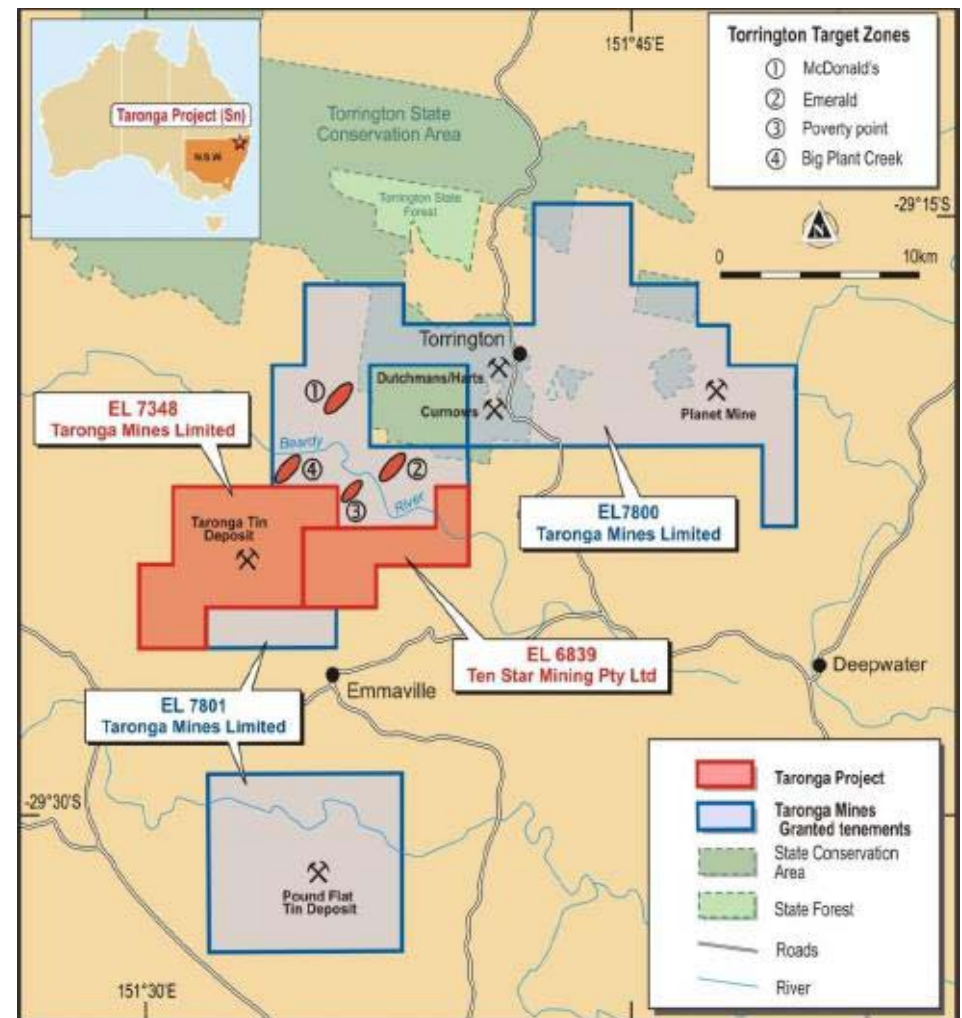 Taronga Project (Sn)
N.S.W.
151°45'E
Torrington Target Zones
① McDonald's
② Emerald
③ Poverty point
④ Big Plant Creek
Torrington State
Conservation Area
Torrington State
Forest
-29°15'S
N
0 10km
Torrington
Dutchmans/Harts
Curnows
Planet Mine
①
EL 7348
Taronga Mines Limited
Beardy
④
②
③
River
Taronga Tin
Deposit
EL7800
Taronga Mines Limited
EL 6839
Ten Star Mining Pty Ltd
Deepwater
Emmaville
EL 7801
Taronga Mines Limited
-29°30'S
Pound Flat
Tin Deposit
151°30'E
Taronga Project
Taronga Mines
Granted tenements
State Conservation
Area
State Forest
Roads
River